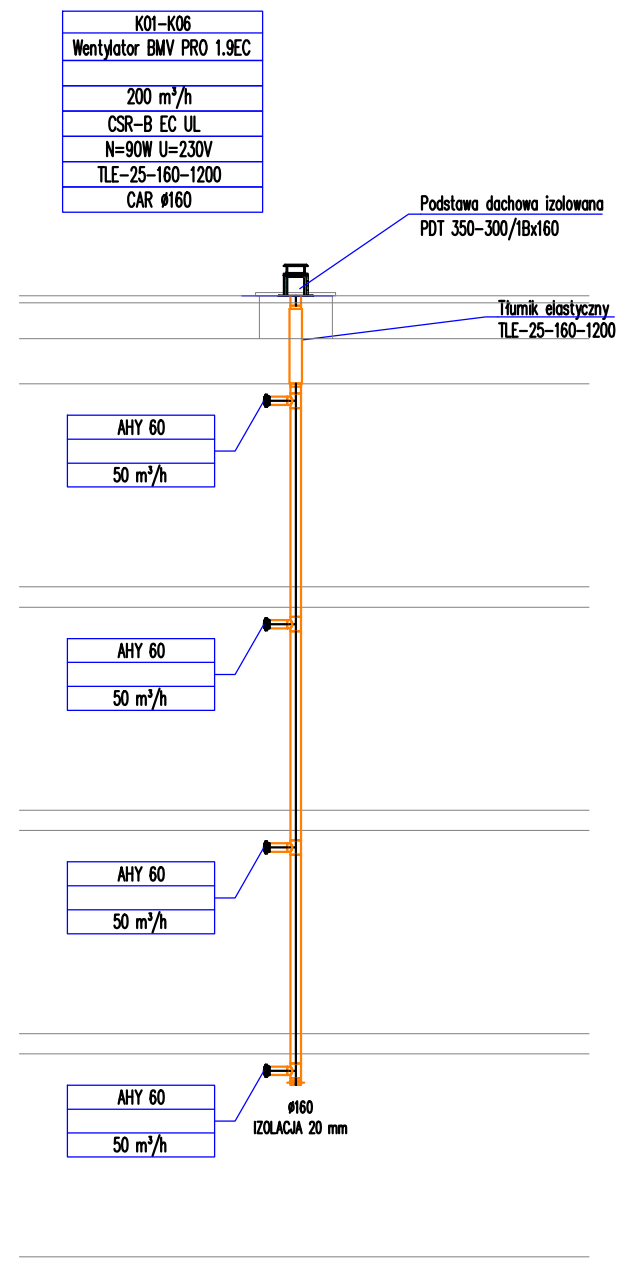 K01-K06
Wentylator BMV PRO 1.9EC
200 m³/h
CSR-B EC UL
N=90W U=230V
TLE-25-160-1200
CAR ø160
Podstawa dachowa izolowana
PDT 350-300/1Bx160
Tłumik elastyczny
TLE-25-160-1200
AHY 60
50 m³/h
AHY 60
50 m³/h
AHY 60
50 m³/h
AHY 60
50 m³/h
ø160
IZOLACJA 20 mm